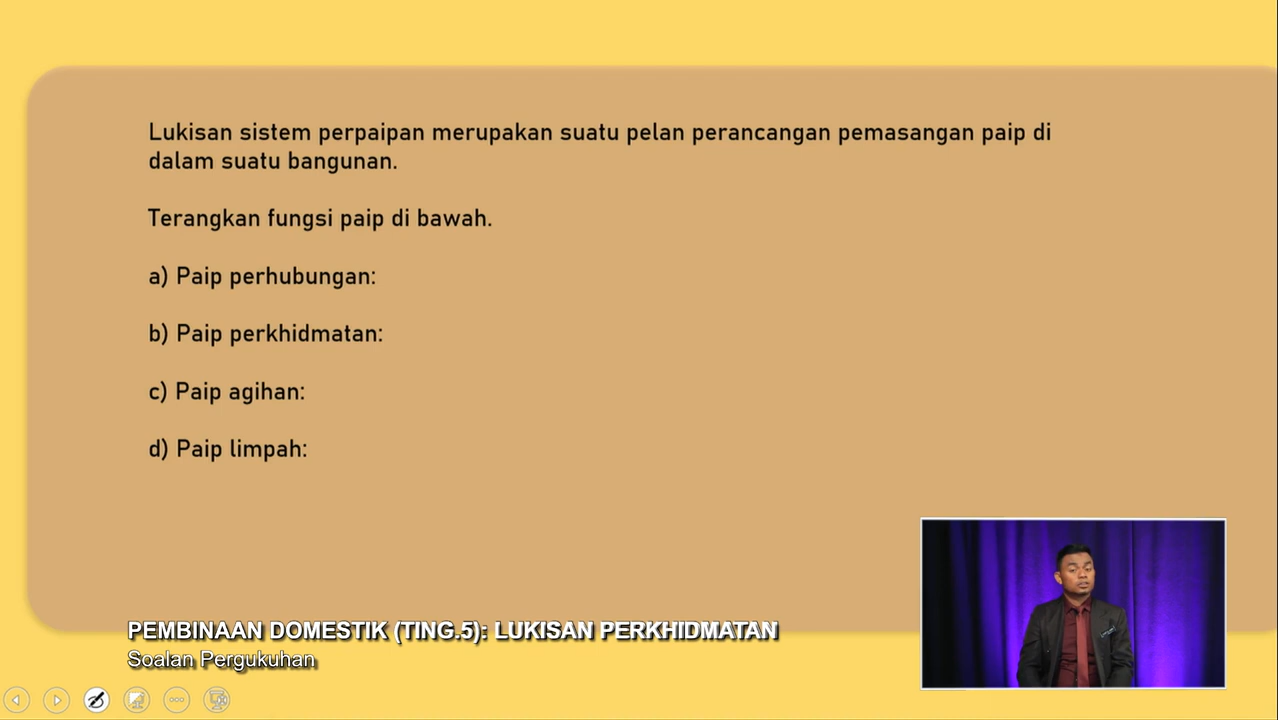 Lukisan sistem perpaipan merupakan suatu pelan perancangan pemasangan paip di
dalam suatu bangunan.
Terangkan fungsi paip di bawah.
a) Paip perhubungan:
b) Paip perkhidmatan:
c) Paip agihan:
d) Paip limpah:
PEMBINAAN DOMESTIK (TING.5): LUKISAN PERKHIDMATAN
Soalan Pergukuhan